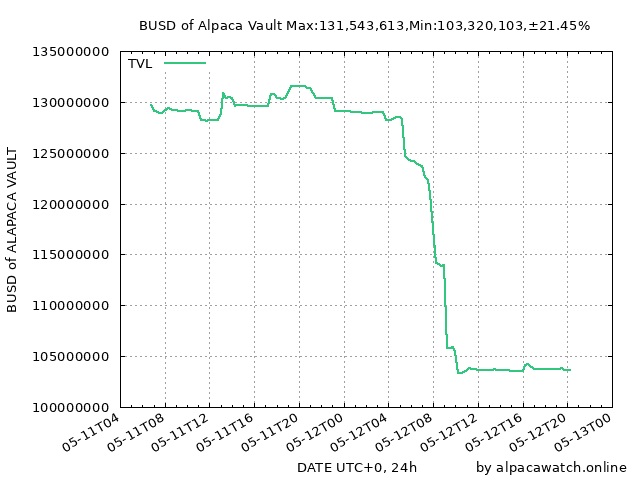 BUSD of Alpaca Vault Max:131,543,613,Min:103,320,103,±21.45%
TVL
135000000
130000000
125000000
120000000
115000000
110000000
105000000
100000000
BUSD of ALAPACA VAULT
05-11T04
05-11T08
05-11T12
05-11T16
05-11T20
05-12T00
05-12T04
05-12T08
05-12T12
05-12T16
05-12T20
05-13T00
DATE UTC+0, 24h
by alpacawatch.online